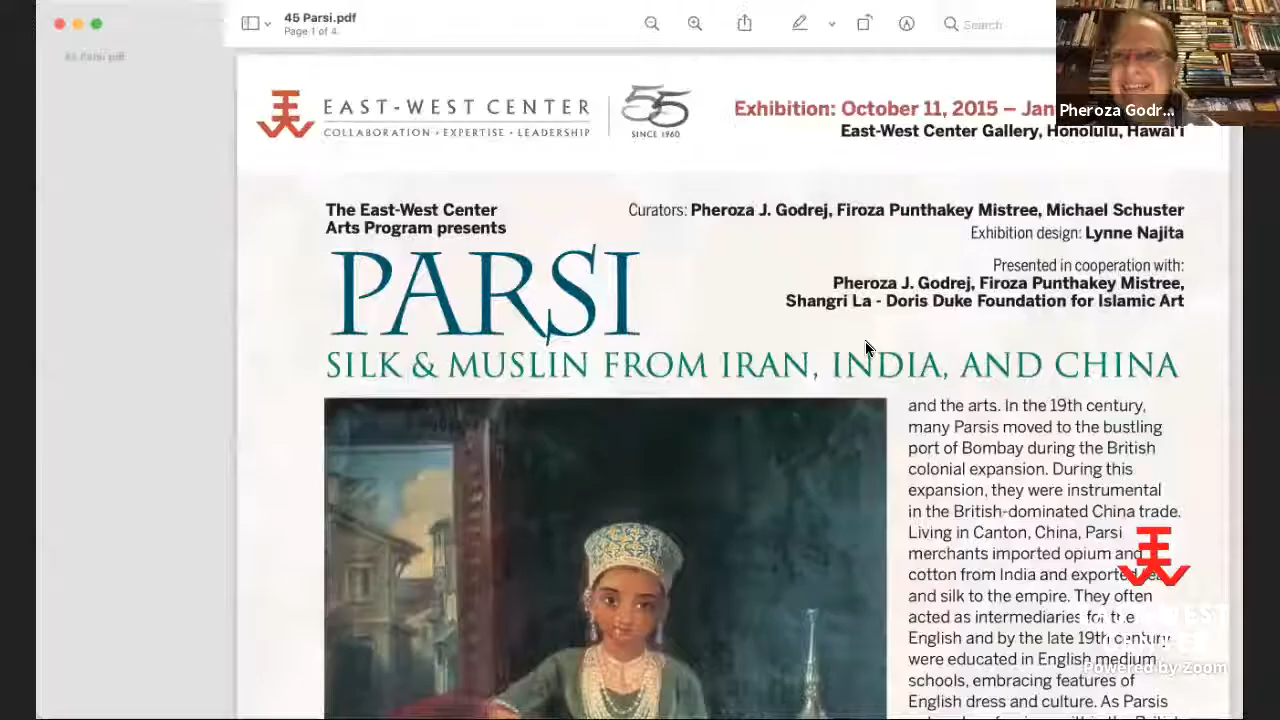 45 Parsi.pdf
Page 1 of 4
Search
45 Parsi.pdf
Pheroza Godr...
EAST-WEST CENTER
COLLABORATION • EXPERTISE • LEADERSHIP
55
SINCE 1960
Exhibition: October 11, 2015 – Jan
East-West Center Gallery, Honolulu, Hawai'i
The East-West Center
Arts Program presents
Curators: Pheroza J. Godrej, Firoza Punthakey Mistree, Michael Schuster
Exhibition design: Lynne Najita
Presented in cooperation with:
Pheroza J. Godrej, Firoza Punthakey Mistree,
Shangri La - Doris Duke Foundation for Islamic Art
PARSI
SILK & MUSLIN FROM IRAN, INDIA, AND CHINA
and the arts. In the 19th century,
many Parsis moved to the bustling
port of Bombay during the British
colonial expansion. During this
expansion, they were instrumental
in the British-dominated China trade.
Living in Canton, China, Parsi
merchants imported opium and
cotton from India and exported
and silk to the empire. They often
acted as intermediaries for the
English and by the late 19th century
were educated in English medium
schools, embracing features of
English dress and culture. As Parsis
EAST-WEST
CENTER
Powered by Zoom